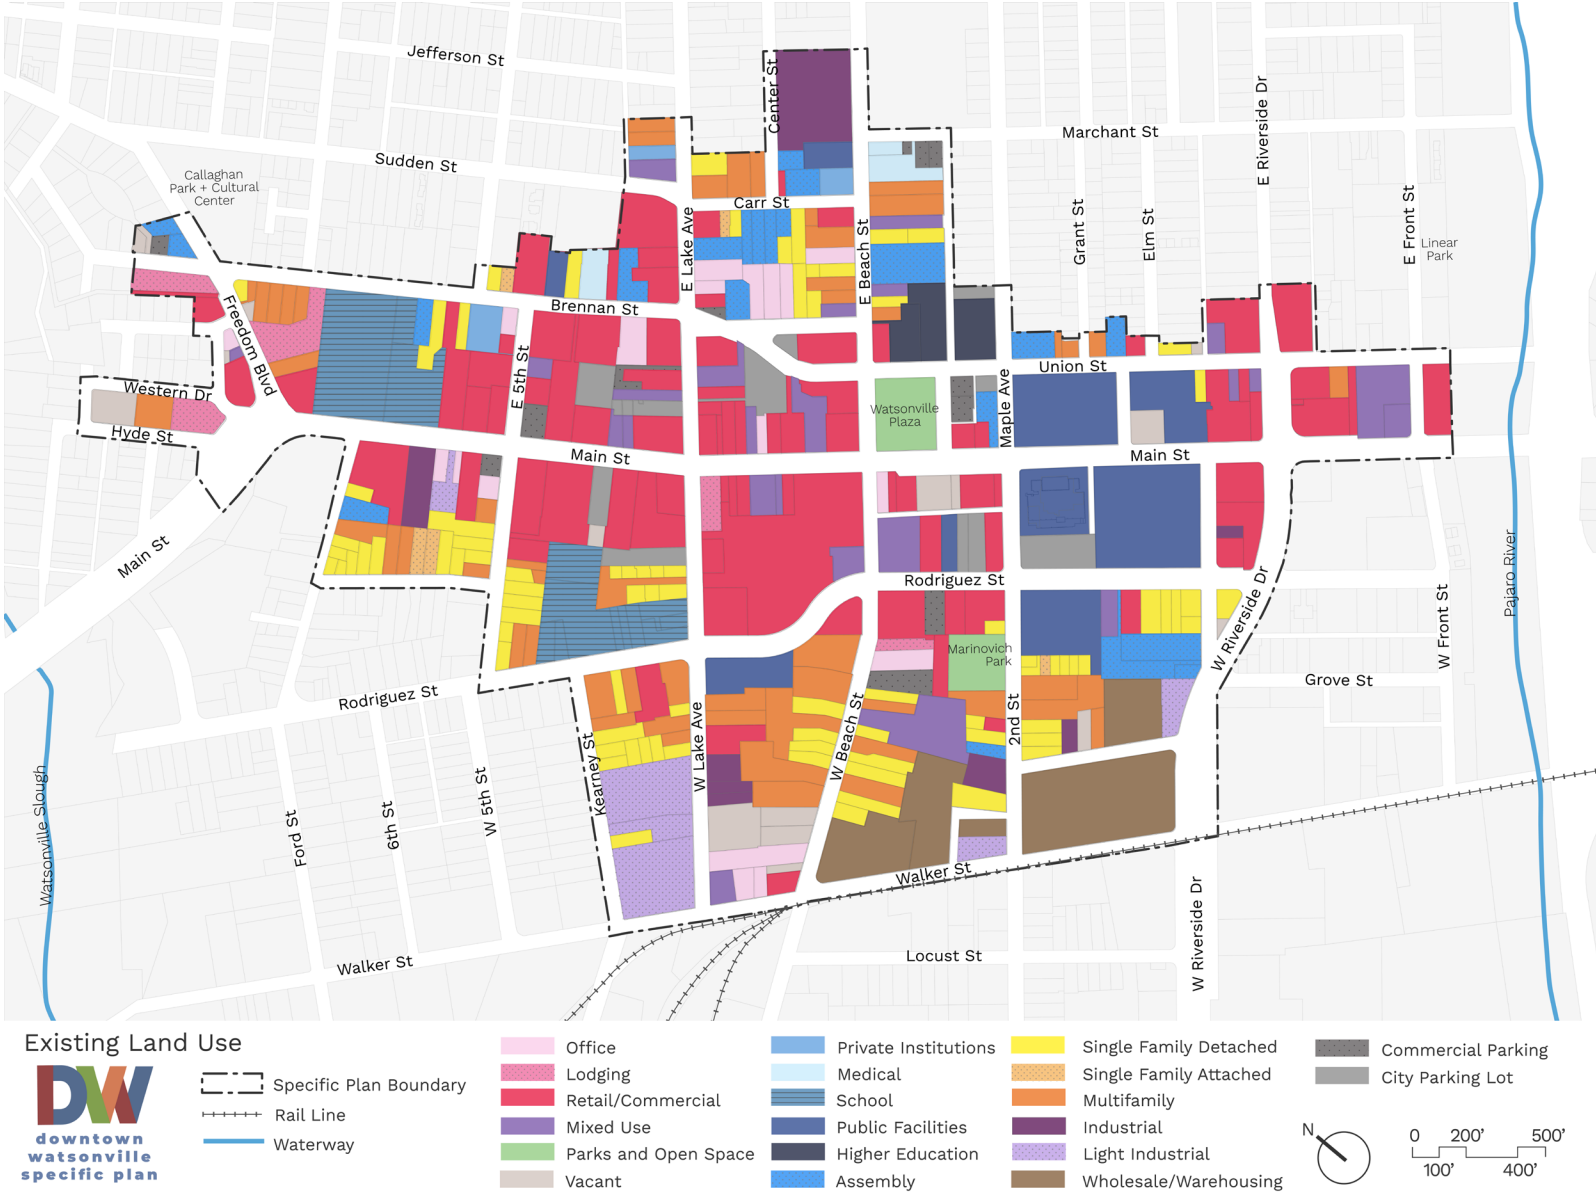 Jefferson St
Center St
Marchant St
E Riverside Dr
Sudden St
Callaghan
Park + Cultural
Center
Carr St
E Lake Ave
E Beach St
Grant St
Elm St
E Front St
Linear
Park
Brennan St
Freedom Blvd
E 5th St
Union St
Maple Ave
Western Dr
Watsonville
Plaza
Hyde St
Main St
Main St
Main St
Pajaro River
Rodriguez St
W Riverside Dr
W Front St
Marinovich
Park
Grove St
Rodriguez St
2nd St
W Lake Ave
W Beach St
Kearney St
Watsonville Slough
Ford St
6th St
W 5th St
Walker St
W Riverside Dr
Locust St
Walker St
Existing Land Use
DW
downtown
watsonville
specific plan
Specific Plan Boundary
Rail Line
Waterway
Office
Lodging
Retail/Commercial
Mixed Use
Parks and Open Space
Vacant
Private Institutions
Medical
School
Public Facilities
Higher Education
Assembly
Single Family Detached
Single Family Attached
Multifamily
Industrial
Light Industrial
Wholesale/Warehousing
Commercial Parking
City Parking Lot
N
0 200' 500'
100' 400'